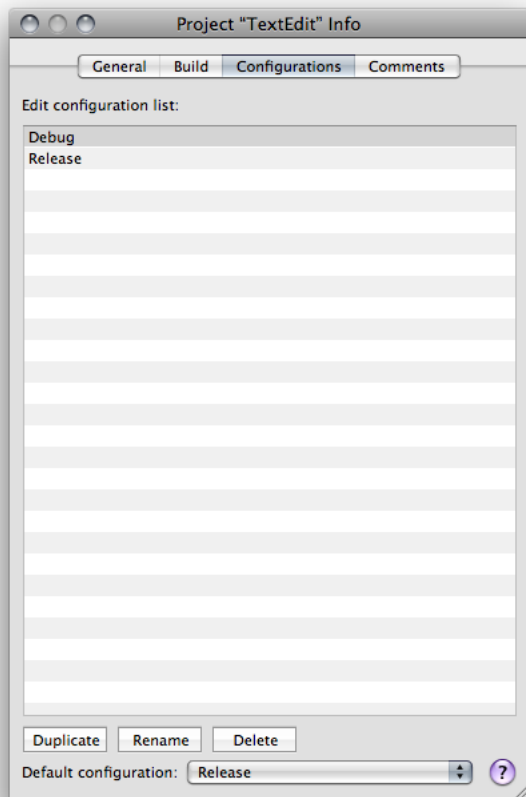 Project “TextEdit” Info
General Build Configurations Comments
Edit configuration list:
Debug
Release
Duplicate Rename Delete
Default configuration: Release ?